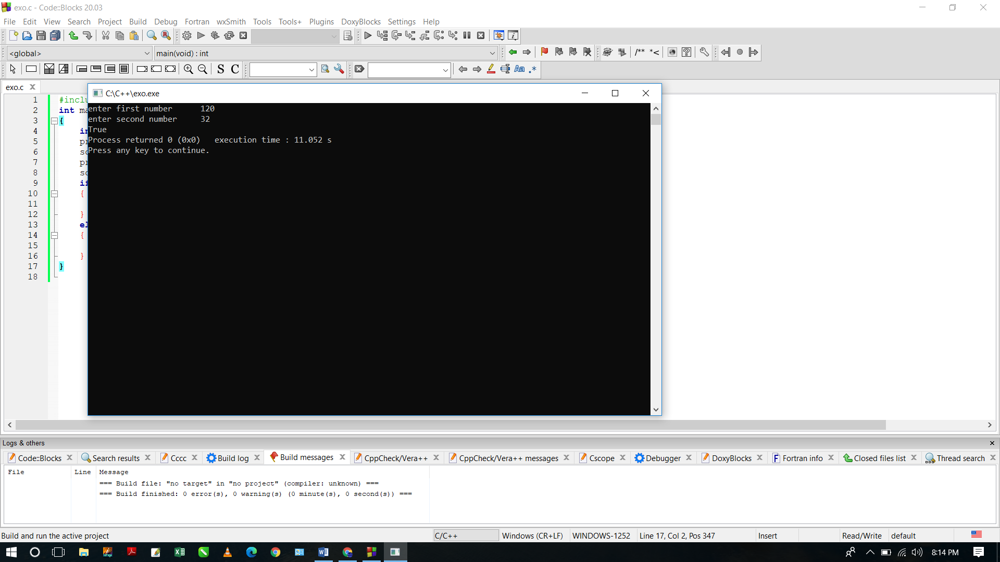 exo.c - Code::Blocks 20.03
File Edit View Search Project Build Debug Fortran wxSmith Tools Tools+ Plugins DoxyBlocks Settings Help
<global> main(void) : int /** *<
S C Aa .*
exo.c
C:\C++\exo.exe
enter first number 120
enter second number 32
True
Process returned 0 (0x0) execution time : 11.052 s
Press any key to continue.
1 #inclu
2 int ma
3 {
4 in
5 pr
6 sc
7 pr
8 sc
9 if
10 {
11
12 }
13 el
14 {
15
16 }
17 }
18
Logs & others
Code::Blocks Search results Cccc Build log Build messages CppCheck/Vera++ CppCheck/Vera++ messages Cscope Debugger DoxyBlocks Fortran info Closed files list Thread search
File Line Message
=== Build file: "no target" in "no project" (compiler: unknown) ===
=== Build finished: 0 error(s), 0 warning(s) (0 minute(s), 0 second(s)) ===
Build and run the active project C/C++ Windows (CR+LF) WINDOWS-1252 Line 17, Col 2, Pos 347 Insert Read/Write default
8:14 PM